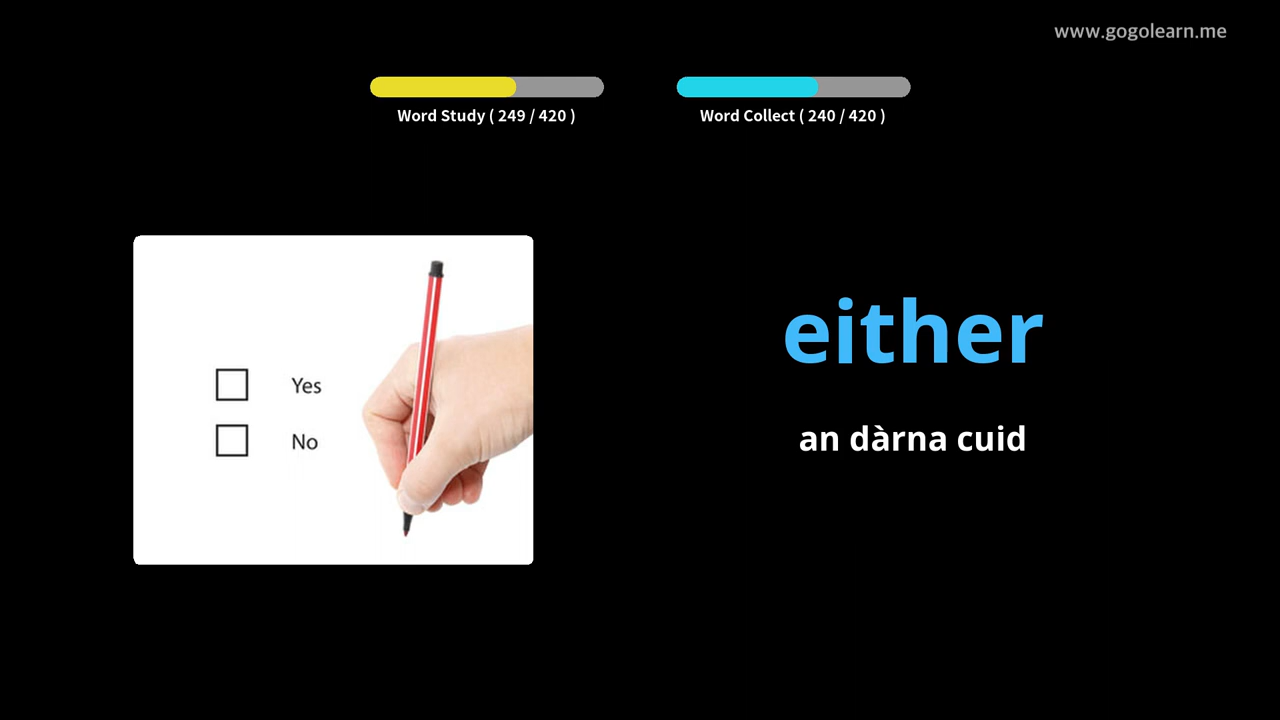 www.gogolearn.me
Word Study ( 249 / 420 )
Word Collect ( 240 / 420 )
Yes
No
either
an dàrna cuid